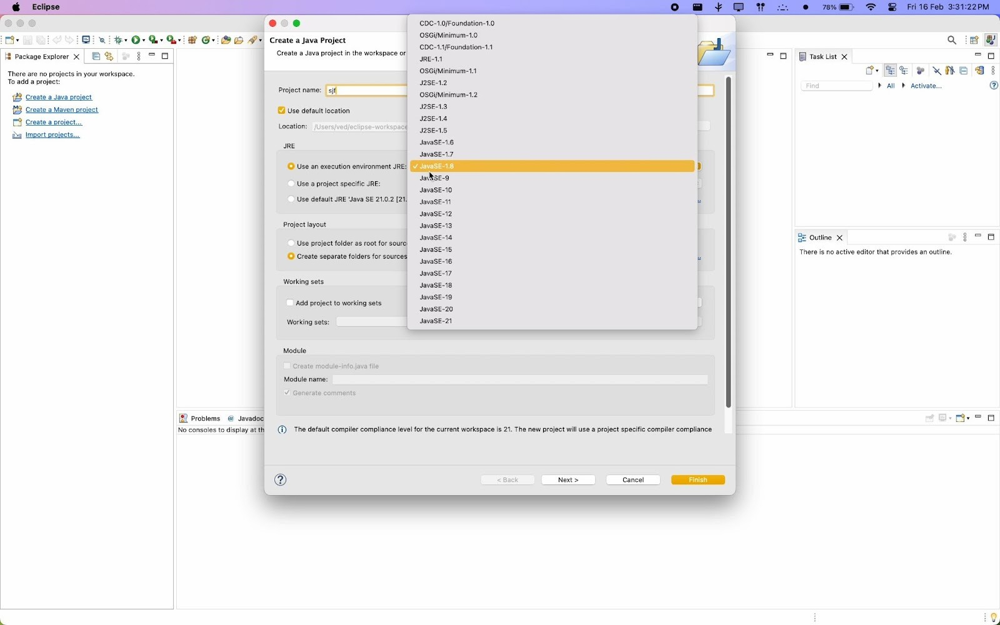 Eclipse
78%
Fri 16 Feb 3:31:22 PM
Package Explorer
There are no projects in your workspace.
To add a project:
Create a Java project
Create a Maven project
Create a project...
Import projects...
Create a Java Project
Create a Java project in the workspace or
Project name: sjf
Use default location
Location: /Users/ved/eclipse-workspace
JRE
Use an execution environment JRE:
Use a project specific JRE:
Use default JRE 'Java SE 21.0.2 [21.
Project layout
Use project folder as root for sourc
Create separate folders for sources
Working sets
Add project to working sets
Working sets:
Module
Create module-info.java file
Module name:
Generate comments
The default compiler compliance level for the current workspace is 21. The new project will use a project specific compiler compliance
< Back
Next >
Cancel
Finish
CDC-1.0/Foundation-1.0
OSGi/Minimum-1.0
CDC-1.1/Foundation-1.1
JRE-1.1
OSGi/Minimum-1.1
J2SE-1.2
OSGi/Minimum-1.2
J2SE-1.3
J2SE-1.4
J2SE-1.5
JavaSE-1.6
JavaSE-1.7
✓ JavaSE-1.8
JavaSE-9
JavaSE-10
JavaSE-11
JavaSE-12
JavaSE-13
JavaSE-14
JavaSE-15
JavaSE-16
JavaSE-17
JavaSE-18
JavaSE-19
JavaSE-20
JavaSE-21
Task List
Find
All
Activate...
Outline
There is no active editor that provides an outline.
Problems
@ Javadoc
No consoles to display at th